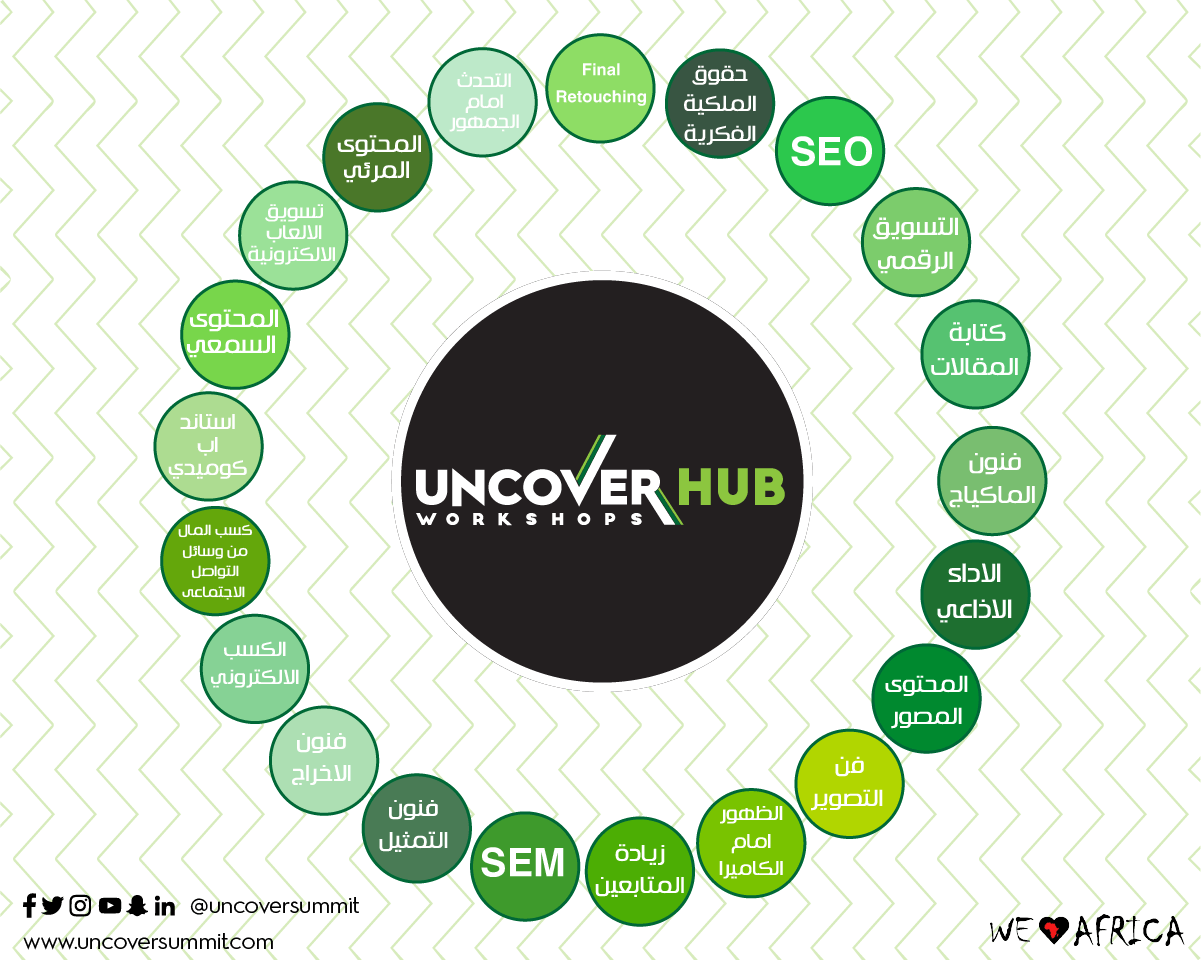 Final
Retouching
حقوق
الملكية
الفكرية
SEO
التسويق
الرقمي
كتابة
المقالات
فنون
الماكياج
الاداء
الاذاعي
المحتوى
المصور
فن
التصوير
الظهور
امام
الكاميرا
زيادة
المتابعين
SEM
فنون
التمثيل
فنون
الاخراج
الكسب
الالكتروني
كسب المال
من وسائل
التواصل
الاجتماعى
استاند
اب
كوميدي
المحتوى
السمعي
تسويق
الالعاب
الالكترونية
المحتوى
المرئي
التحدث
امام
الجمهور
UNCOVER HUB
WORKSHOPS
@uncoversummit
www.uncoversummit.com
WE AFRICA